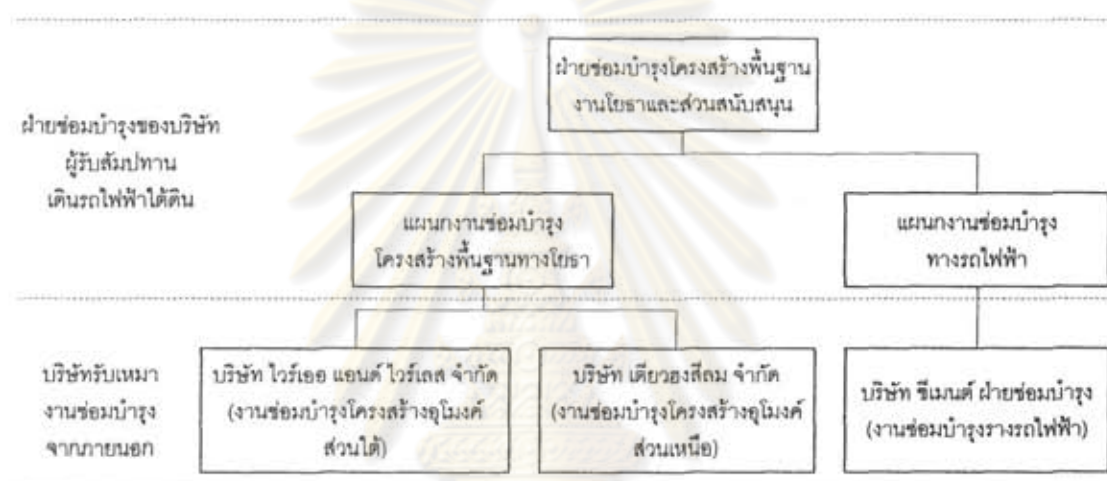 ฝ่ายซ่อมบำรุงโครงสร้างพื้นฐาน
งานโยธาและส่วนสนับสนุน
ฝ่ายซ่อมบำรุงของบริษัท
ผู้รับสัมปทาน
เดินรถไฟฟ้าใต้ดิน
แผนกงานซ่อมบำรุง
โครงสร้างพื้นฐานทางโยธา
แผนกงานซ่อมบำรุง
ทางรถไฟฟ้า
บริษัทรับเหมา
งานซ่อมบำรุง
จากภายนอก
บริษัท ไวร์เออ แอนด์ ไวร์เลส จำกัด
(งานซ่อมบำรุงโครงสร้างอุโมงค์
ส่วนใต้)
บริษัท เตียวฮงสีลม จำกัด
(งานซ่อมบำรุงโครงสร้างอุโมงค์
ส่วนเหนือ)
บริษัท ซีเมนต์ ฝ่ายซ่อมบำรุง
(งานซ่อมบำรุงรางรถไฟฟ้า)